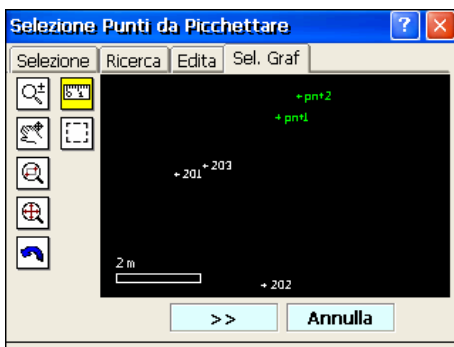 Selezione Punti da Picchettare
Selezione Ricerca Edita Sel. Graf
pnt2
pnt1
203
201
2 m
202
>> Annulla